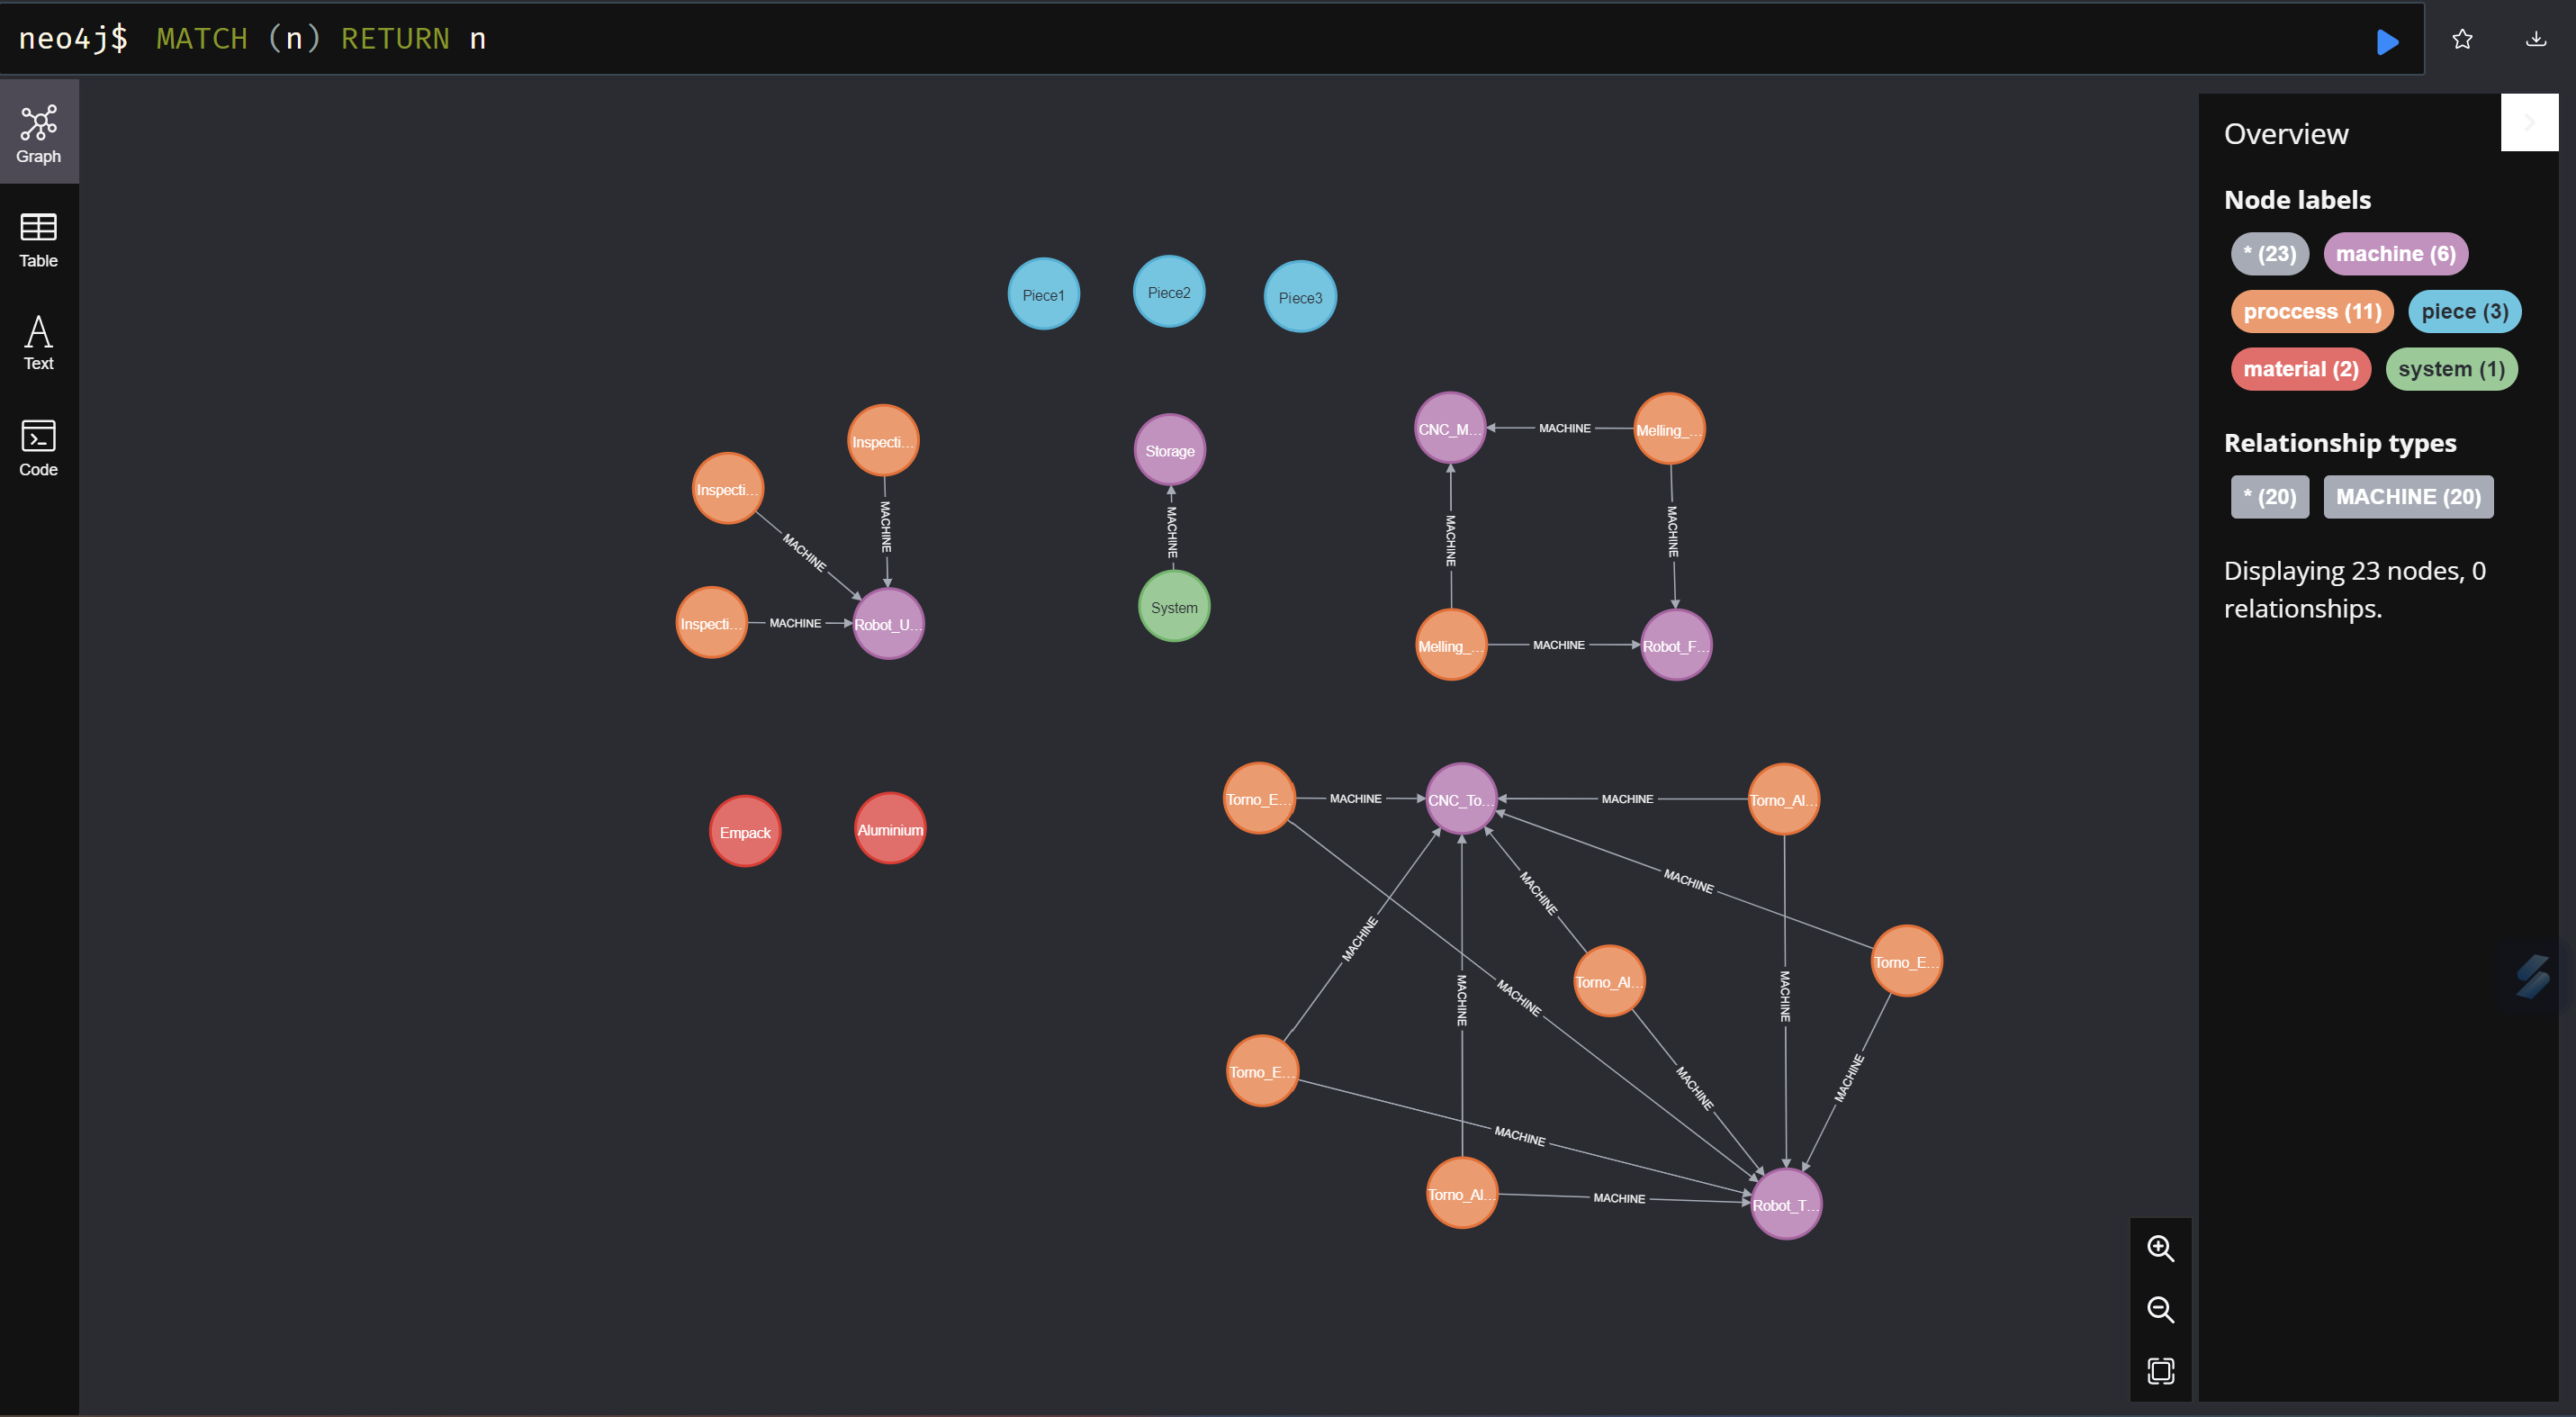 neo4j$ MATCH (n) RETURN n
Graph
Table
Text
Code
Piece1
Piece2
Piece3
Inspecti...
Inspecti...
Inspecti...
MACHINE
MACHINE
MACHINE
Robot_U...
Storage
MACHINE
System
CNC_M...
MACHINE
Melling_...
MACHINE
MACHINE
Melling_...
MACHINE
Robot_F...
Empack
Aluminium
Torno_E...
MACHINE
CNC_To...
MACHINE
Torno_Al...
MACHINE
MACHINE
MACHINE
Torno_E...
Torno_Al...
MACHINE
MACHINE
MACHINE
Torno_E...
MACHINE
MACHINE
MACHINE
Torno_Al...
MACHINE
Robot_T...
Overview
Node labels
* (23) machine (6)
proccess (11) piece (3)
material (2) system (1)
Relationship types
* (20) MACHINE (20)
Displaying 23 nodes, 0
relationships.